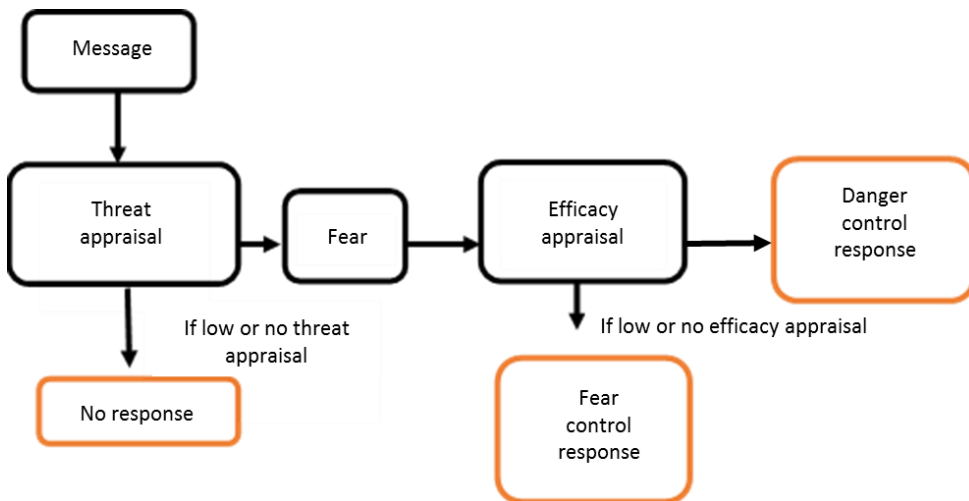 Message
Threat
appraisal
Fear
Efficacy
appraisal
Danger
control
response
If low or no threat
appraisal
If low or no efficacy appraisal
No response
Fear
control
response